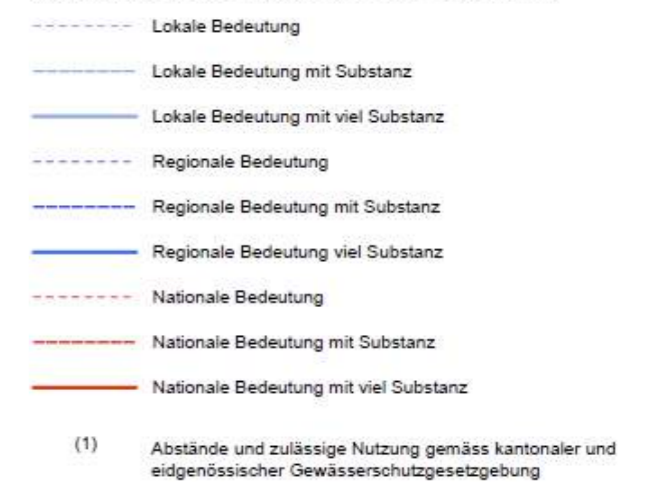 Lokale Bedeutung
Lokale Bedeutung mit Substanz
Lokale Bedeutung mit viel Substanz
Regionale Bedeutung
Regionale Bedeutung mit Substanz
Regionale Bedeutung viel Substanz
Nationale Bedeutung
Nationale Bedeutung mit Substanz
Nationale Bedeutung mit viel Substanz
(1) Abstände und zulässige Nutzung gemäss kantonaler und
eidgenössischer Gewässerschutzgesetzgebung